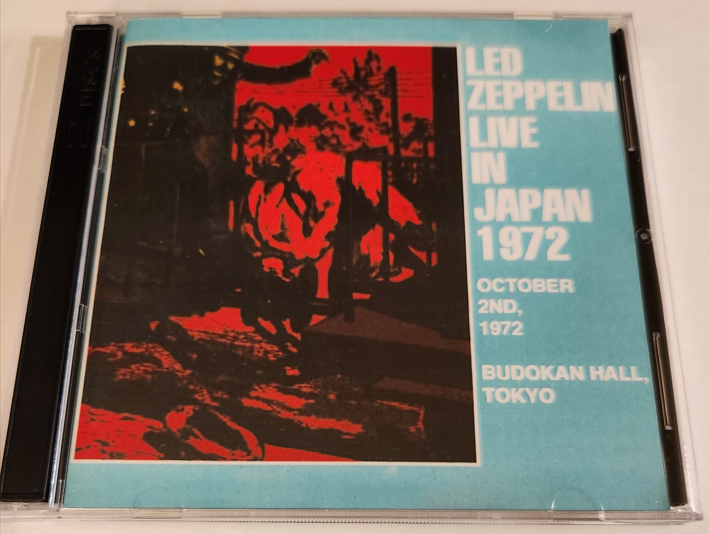 LED
ZEPPELIN
LIVE
IN
JAPAN
1972
OCTOBER
2ND,
1972
BUDOKAN HALL,
TOKYO